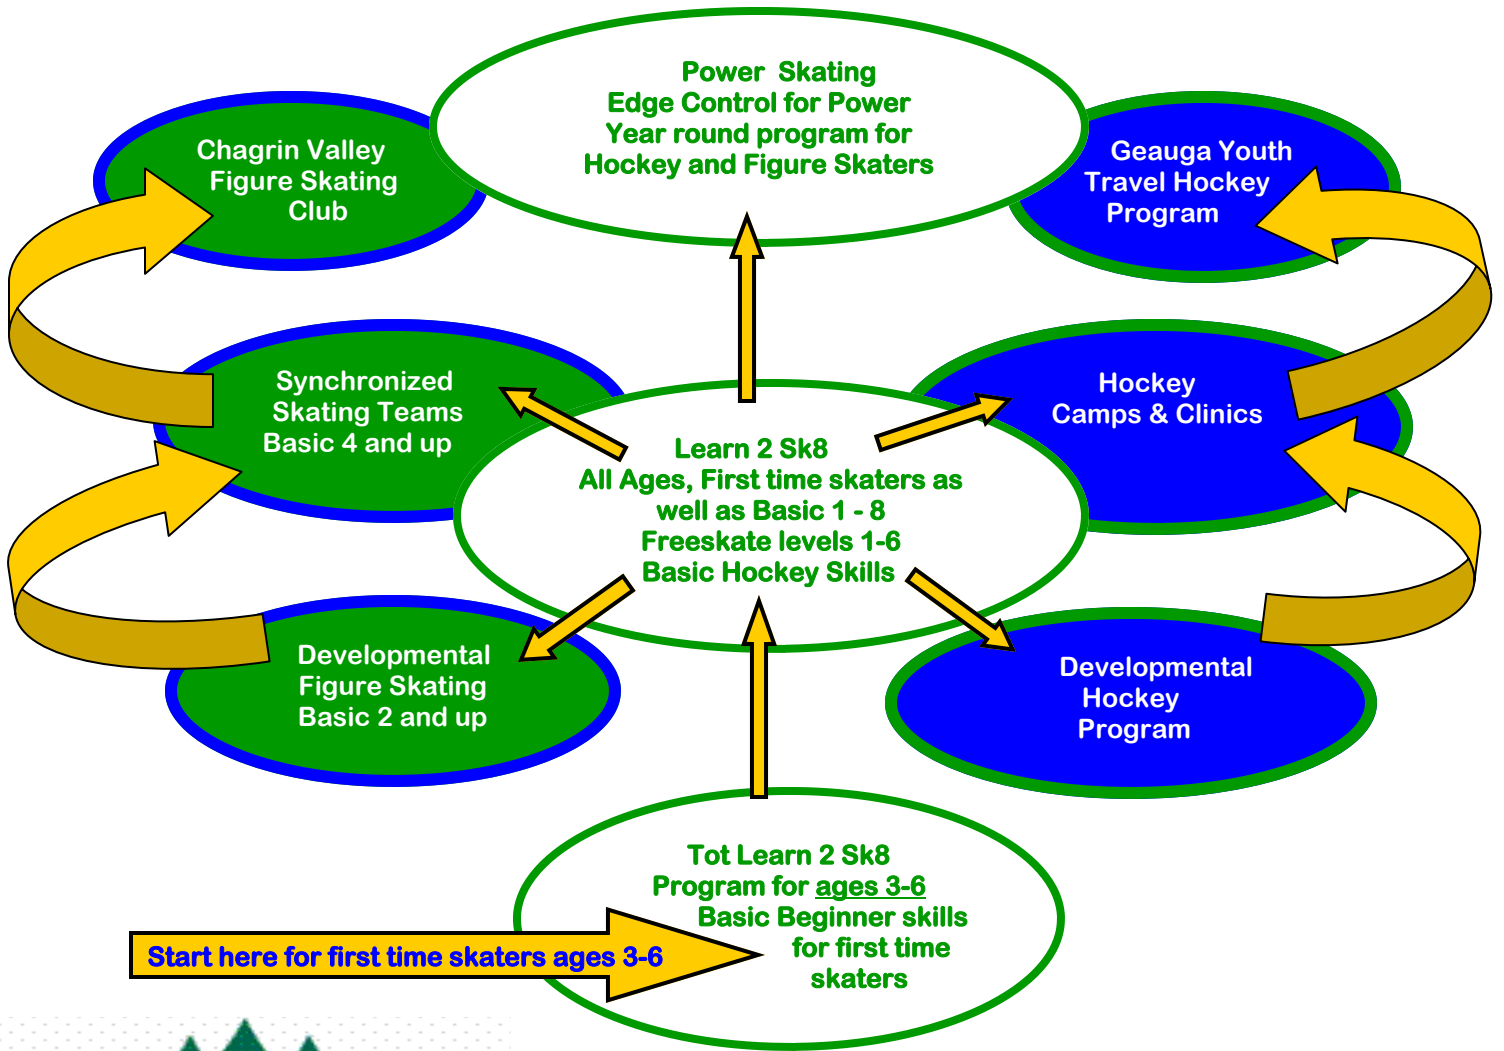 Power Skating
Edge Control for Power
Year round program for
Hockey and Figure Skaters
Chagrin Valley
Figure Skating
Club
Geauga Youth
Travel Hockey
Program
Synchronized
Skating Teams
Basic 4 and up
Hockey
Camps & Clinics
Learn 2 Sk8
All Ages, First time skaters as
well as Basic 1 - 8
Freeskate levels 1-6
Basic Hockey Skills
Developmental
Figure Skating
Basic 2 and up
Developmental
Hockey
Program
Tot Learn 2 Sk8
Program for ages 3-6
Basic Beginner skills
for first time
skaters
Start here for first time skaters ages 3-6